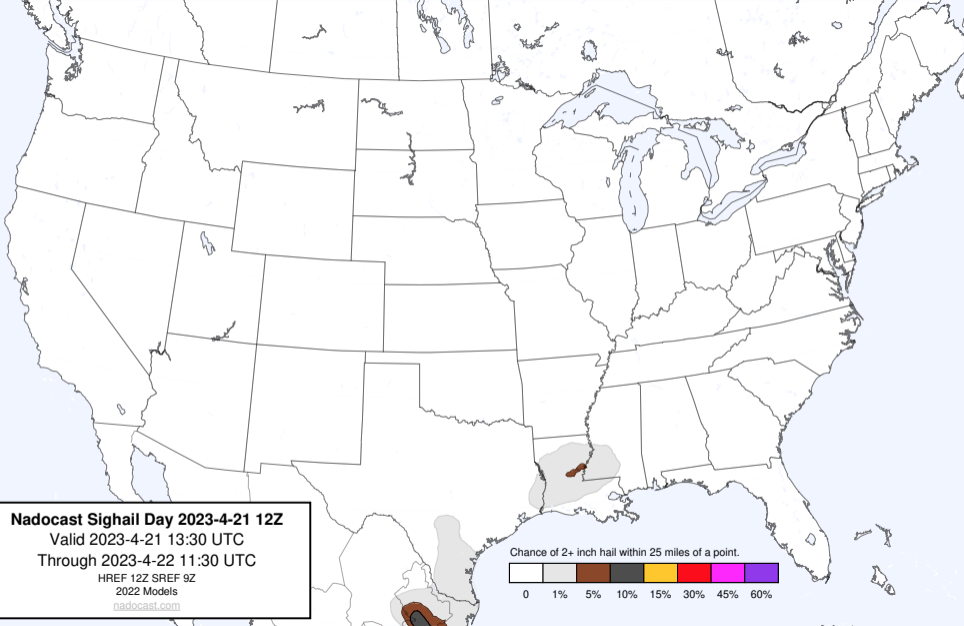 Nadocast Sighail Day 2023-4-21 12Z
Valid 2023-4-21 13:30 UTC
Through 2023-4-22 11:30 UTC
HREF 12Z SREF 9Z
2022 Models
nadocast.com
Chance of 2+ inch hail within 25 miles of a point.
0 1% 5% 10% 15% 30% 45% 60%